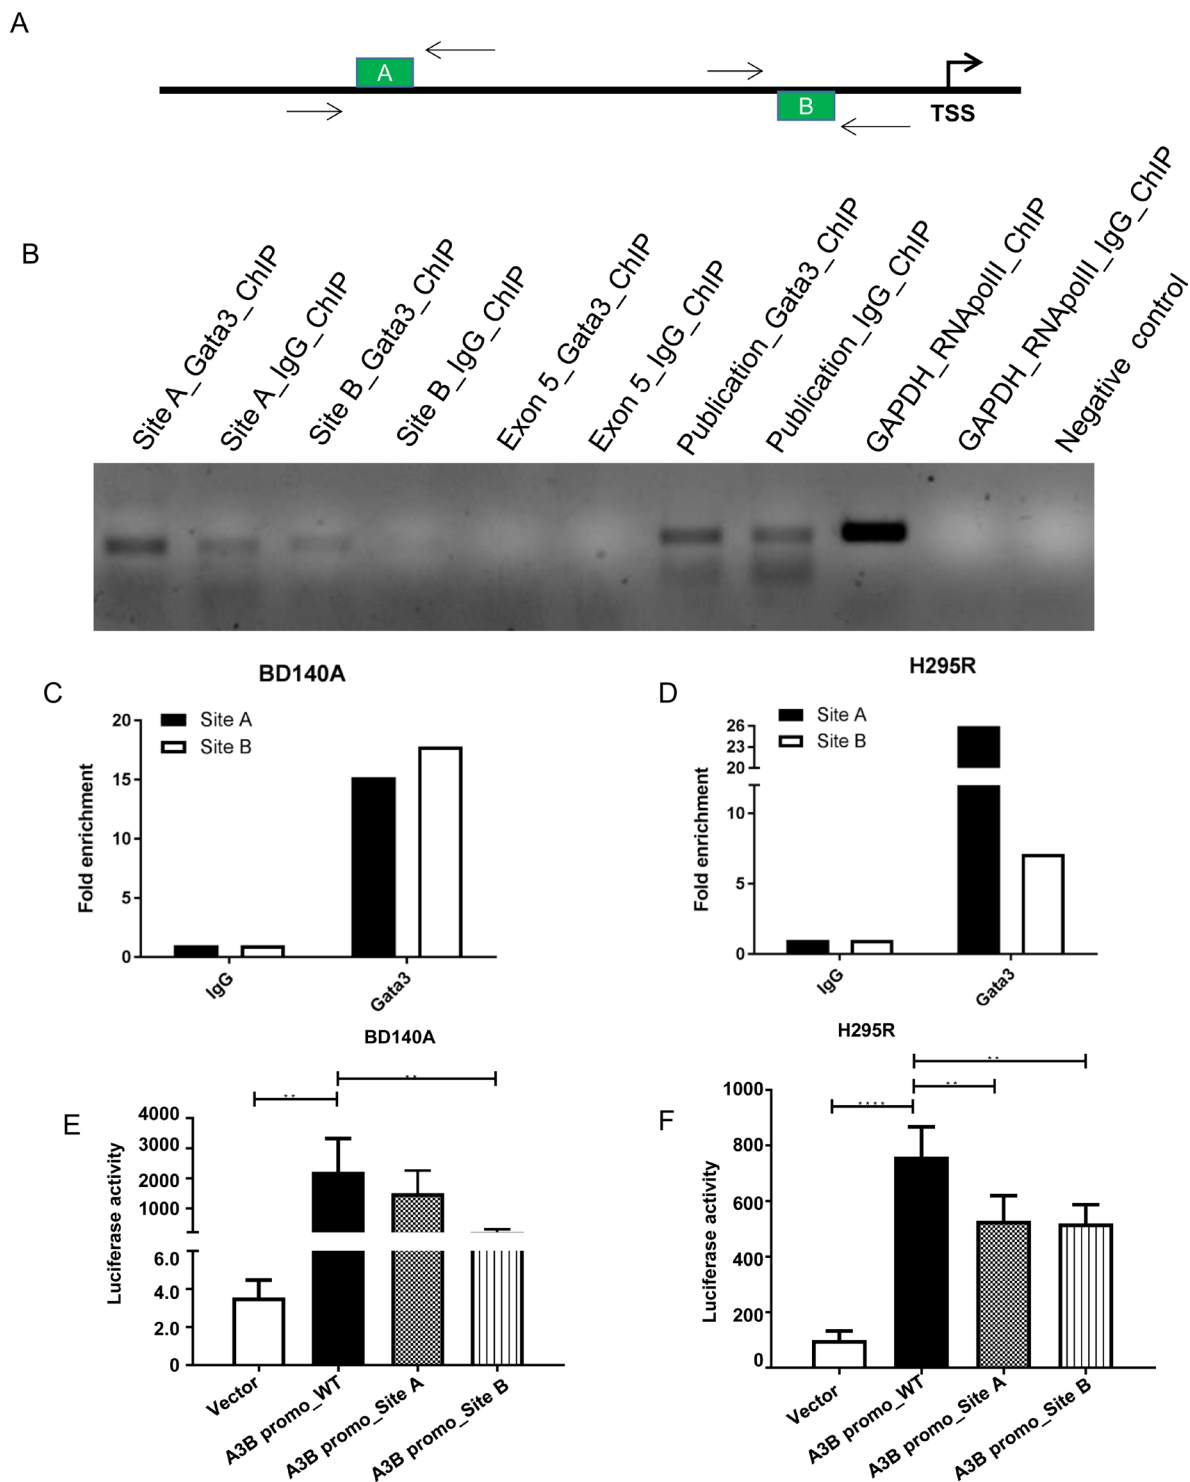 A
A
B
TSS
B
Site A_Gata3_ChIP
Site A_IgG_ChIP
Site B_Gata3_ChIP
Site B_IgG_ChIP
Exon 5_Gata3_ChIP
Exon 5_IgG_ChIP
Publication_Gata3_ChIP
Publication_IgG_ChIP
GAPDH_RNApolII_ChIP
GAPDH_RNApolII_IgG_ChIP
Negative control
C
BD140A
Site A
Site B
Fold enrichment
20
15
10
5
0
IgG
Gata3
D
H295R
Site A
Site B
Fold enrichment
26
23
20
10
5
0
IgG
Gata3
E
BD140A
**
**
Luciferase activity
4000
3000
2000
1000
6.0
4.0
2.0
0
Vector
A3B promo_WT
A3B promo_Site A
A3B promo_Site B
F
H295R
**
**
****
Luciferase activity
1000
800
600
400
200
0
Vector
A3B promo_WT
A3B promo_Site A
A3B promo_Site B